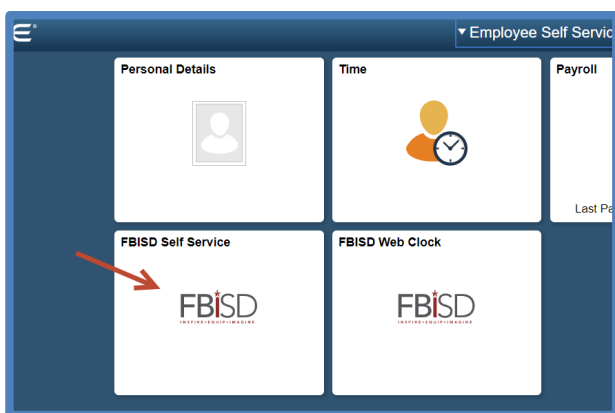 Employee Self Servic
Personal Details
Time
Payroll
Last Pa
FBISD Self Service
FBISD Web Clock
FBiSD
INSPIRE•EQUIP•IMAGINE
FBiSD
INSPIRE•EQUIP•IMAGINE